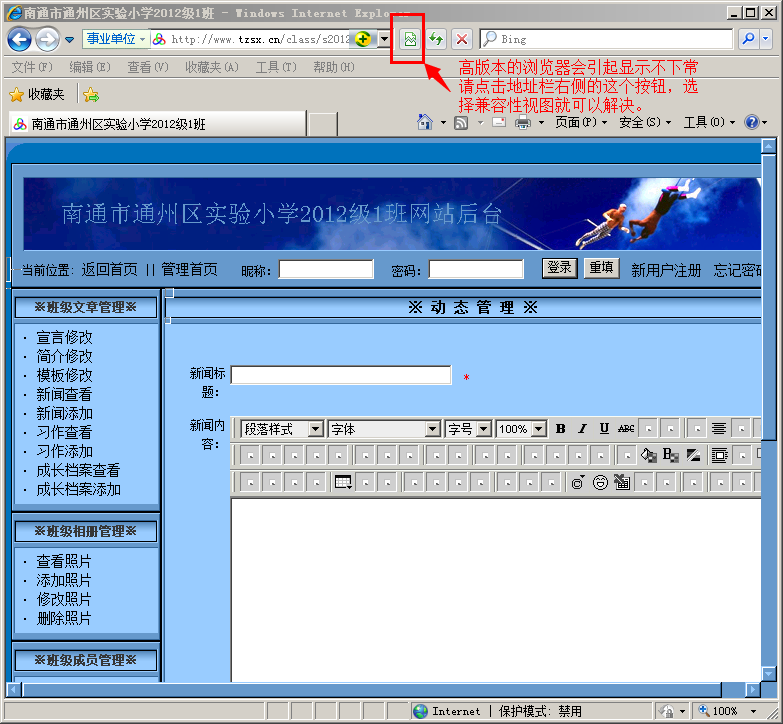 南通市通州区实验小学2012级1班 - Windows Internet Explorer
事业单位 http://www.tzsx.cn/class/s2012 Bing
文件(F) 编辑(E) 查看(V) 收藏夹(A) 工具(T) 帮助(H)
高版本的浏览器会引起显示不下常
请点击地址栏右侧的这个按钮,选
择兼容性视图就可以解决。
收藏夹
南通市通州区实验小学2012级1班
页面(P) 安全(S) 工具(O)
南通市通州区实验小学2012级1班网站后台
当前位置: 返回首页 || 管理首页 昵称: 密码: 登录 重填 新用户注册 忘记密码
※班级文章管理※
※ 动 态 管 理 ※
· 宣言修改
· 简介修改
· 模板修改
· 新闻查看
· 新闻添加
· 习作查看
· 习作添加
· 成长档案查看
· 成长档案添加
新闻标
题: *
新闻内
容:
段落样式 字体 字号 100% B I U ABC
※班级相册管理※
· 查看照片
· 添加照片
· 修改照片
· 删除照片
※班级成员管理※
Internet | 保护模式: 禁用 100%